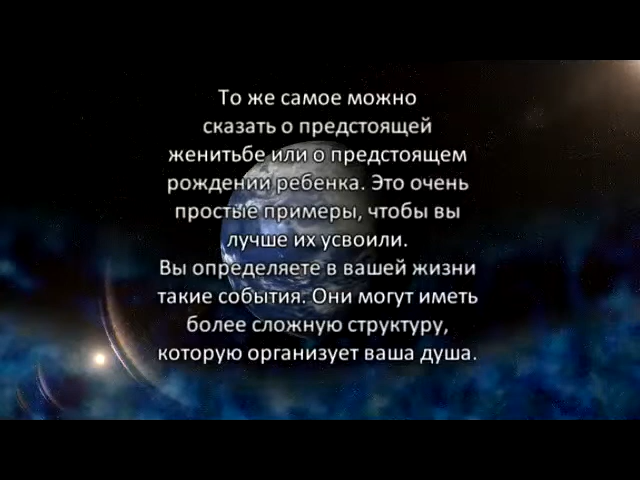 То же самое можно
сказать о предстоящей
женитьбе или о предстоящем
рождении ребенка. Это очень
простые примеры, чтобы вы
лучше их усвоили.
Вы определяете в вашей жизни
такие события. Они могут иметь
более сложную структуру,
которую организует ваша душа.